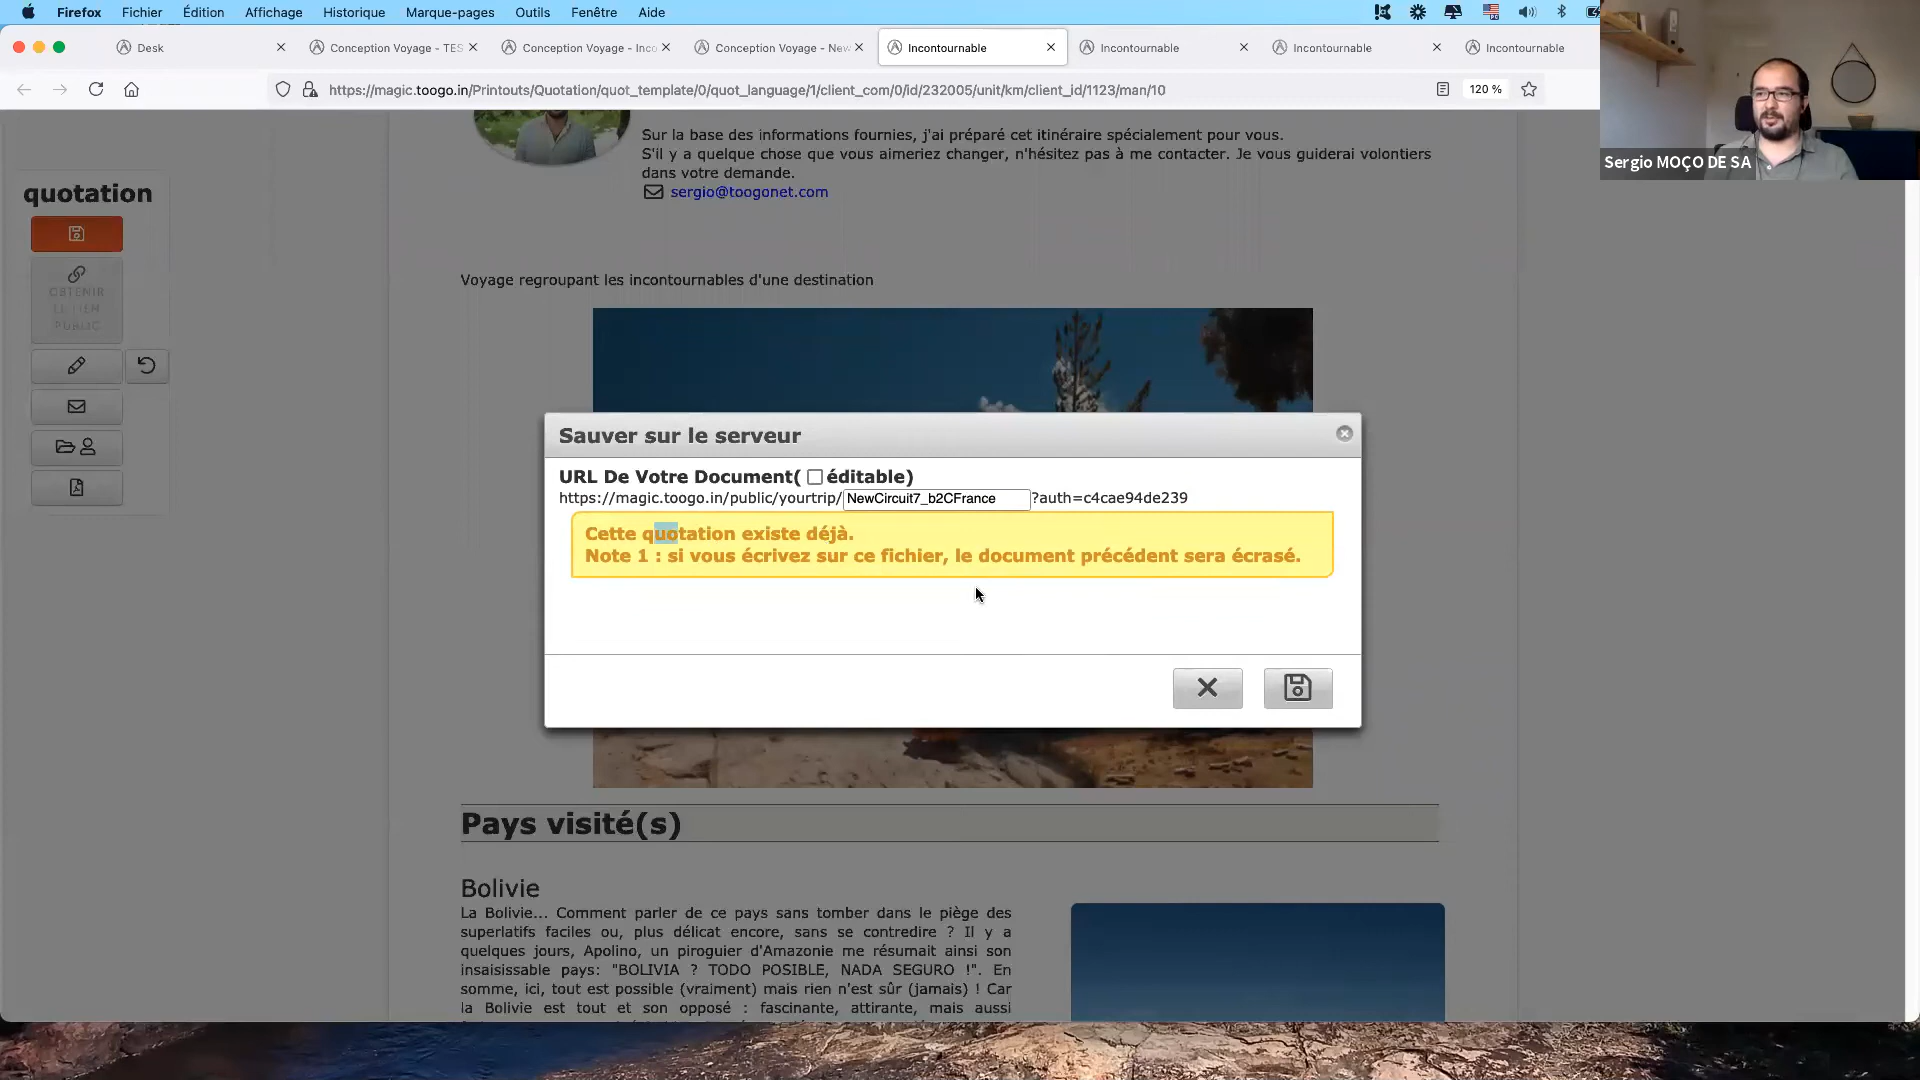 Firefox Fichier Édition Affichage Historique Marque-pages Outils Fenêtre Aide
Desk
Conception Voyage - TES
Conception Voyage - Inco
Conception Voyage - New
Incontournable
Incontournable
Incontournable
Incontournable
https://magic.toogo.in/Printouts/Quotation/quot_template/0/quot_language/1/client_com/0/id/232005/unit/km/client_id/1123/man/10
120 %
Sergio MOÇO DE SA
quotation
OBTENIR
LE LIEN
PUBLIC
Sur la base des informations fournies, j'ai préparé cet itinéraire spécialement pour vous.
S'il y a quelque chose que vous aimeriez changer, n'hésitez pas à me contacter. Je vous guiderai volontiers
dans votre demande.
sergio@toogonet.com
Voyage regroupant les incontournables d'une destination
Sauver sur le serveur
URL De Votre Document( éditable)
https://magic.toogo.in/public/yourtrip/ NewCircuit7_b2CFrance ?auth=c4cae94de239
Cette quotation existe déjà.
Note 1 : si vous écrivez sur ce fichier, le document précédent sera écrasé.
Pays visité(s)
Bolivie
La Bolivie... Comment parler de ce pays sans tomber dans le piège des
superlatifs faciles ou, plus délicat encore, sans se contredire ? Il y a
quelques jours, Apolino, un piroguier d'Amazonie me résumait ainsi son
insaisissable pays: "BOLIVIA ? TODO POSIBLE, NADA SEGURO !". En
somme, ici, tout est possible (vraiment) mais rien n'est sûr (jamais) ! Car
la Bolivie est tout et son opposé : fascinante, attirante, mais aussi